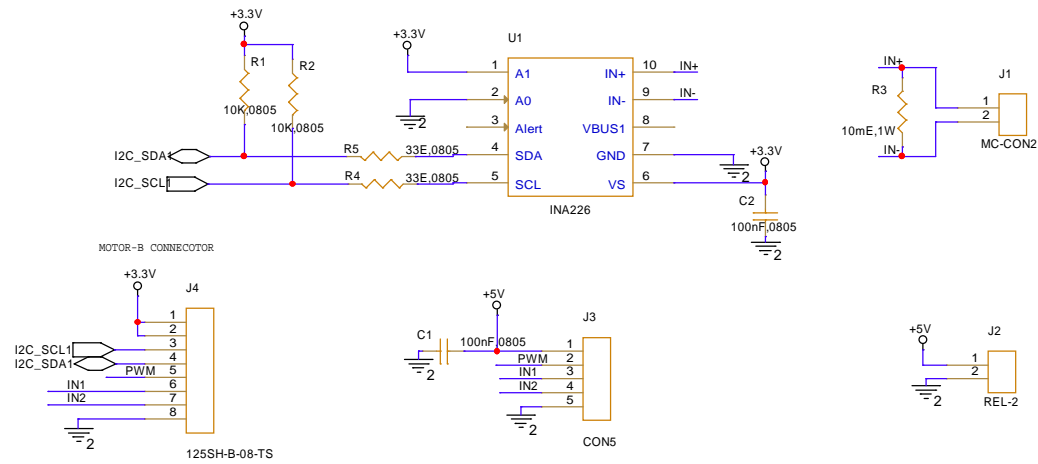 +3.3V
R1
R2
10K,0805
10K,0805
I2C_SDA1
I2C_SCL1
R5
33E,0805
R4
33E,0805
+3.3V
2
U1
1
A1
2
A0
3
Alert
4
SDA
5
SCL
IN+
10
IN+
IN-
9
IN-
VBUS1
8
GND
7
VS
6
INA226
2
+3.3V
C2
100nF,0805
2
IN+
R3
10mE,1W
IN-
J1
1
2
MC-CON2
MOTOR-B CONNECOTOR
+3.3V
J4
1
2
I2C_SCL1
3
I2C_SDA1
4
PWM
5
IN1
6
IN2
7
8
2
125SH-B-08-TS
+5V
C1
100nF,0805
2
J3
1
PWM
2
IN1
3
IN2
4
5
2
CON5
+5V
J2
1
2
2
REL-2